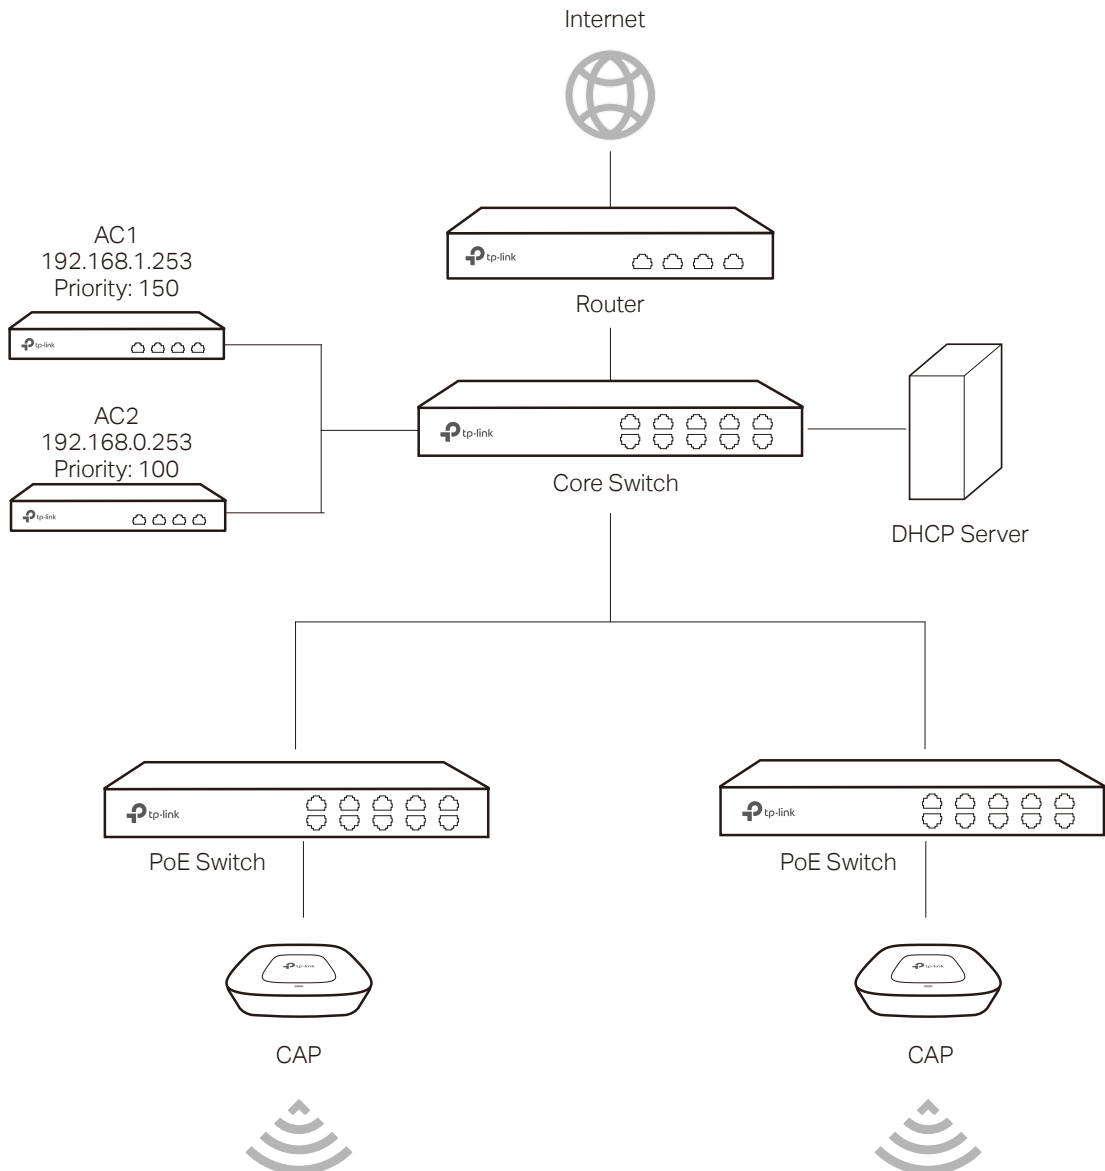 Internet
tp-link
Router
AC1
192.168.1.253
Priority: 150
tp-link
AC2
192.168.0.253
Priority: 100
tp-link
tp-link
Core Switch
DHCP Server
tp-link
PoE Switch
tp-link
PoE Switch
tp-link
CAP
tp-link
CAP